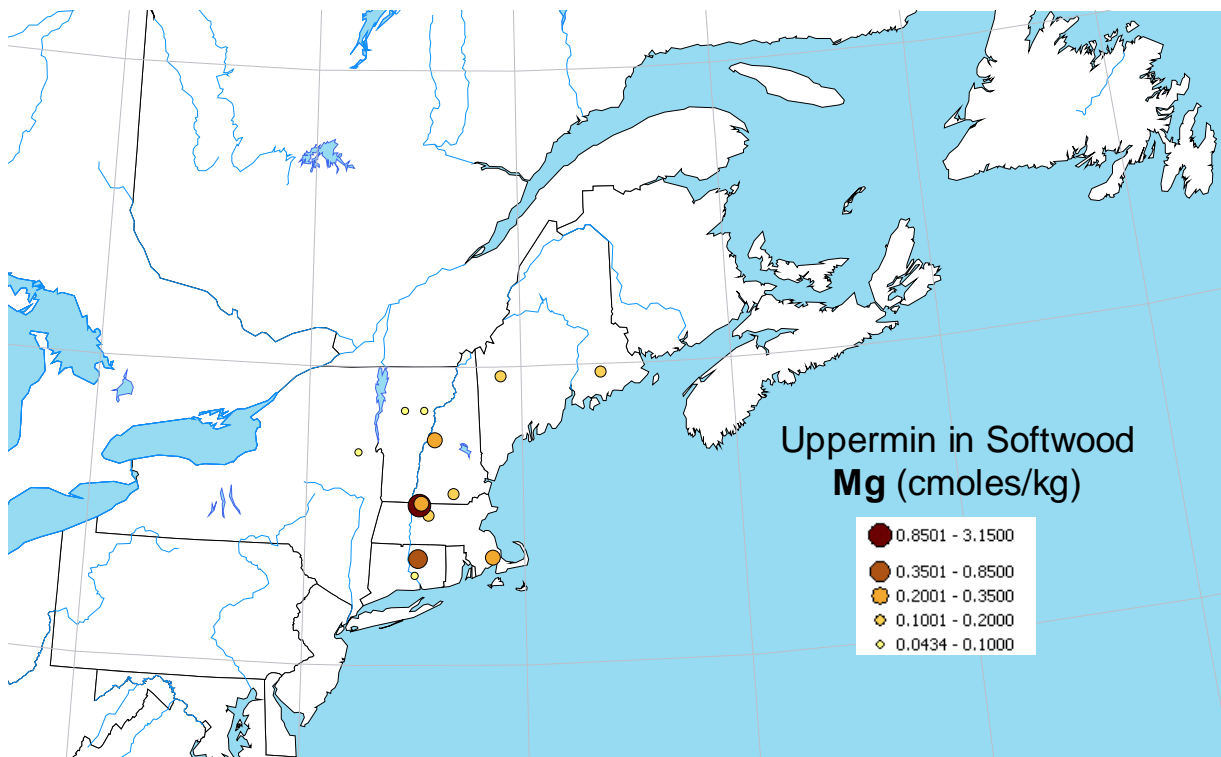 Uppermin in Softwood
Mg (cmoles/kg)
0.8501 - 3.1500
0.3501 - 0.8500
0.2001 - 0.3500
0.1001 - 0.2000
0.0434 - 0.1000